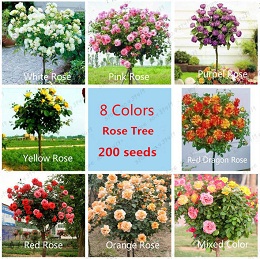 White Rose
Pink Rose
Purpel Rose
Yellow Rose
8 Colors
Rose Tree
200 seeds
Red Dragon Rose
Red Rose
Orange Rose
Mixed Color